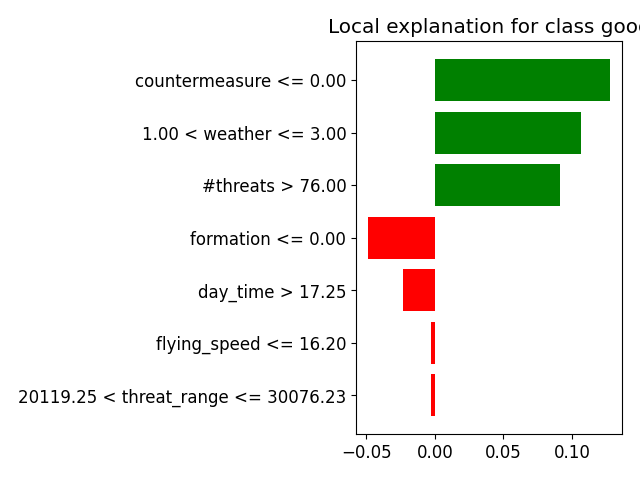 Local explanation for class goo
countermeasure <= 0.00
1.00 < weather <= 3.00
#threats > 76.00
formation <= 0.00
day_time > 17.25
flying_speed <= 16.20
20119.25 < threat_range <= 30076.23
−0.05 0.00 0.05 0.10